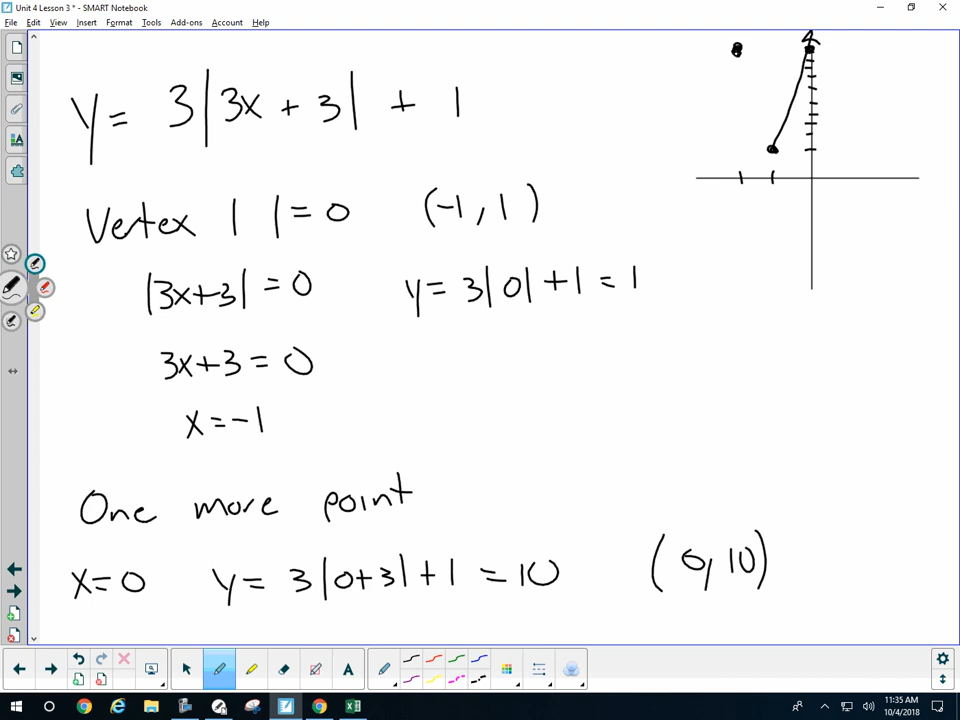 Unit 4 Lesson 3 * - SMART Notebook
File Edit View Insert Format Tools Add-ons Account Help
y = 3|3x + 3| + 1
Vertex | | = 0 (-1, 1)
|3x+3| = 0 y = 3|0| + 1 = 1
3x+3 = 0
x = -1
One more point
x=0 y = 3|0+3| + 1 = 10 (0, 10)
A
11:35 AM
10/4/2018